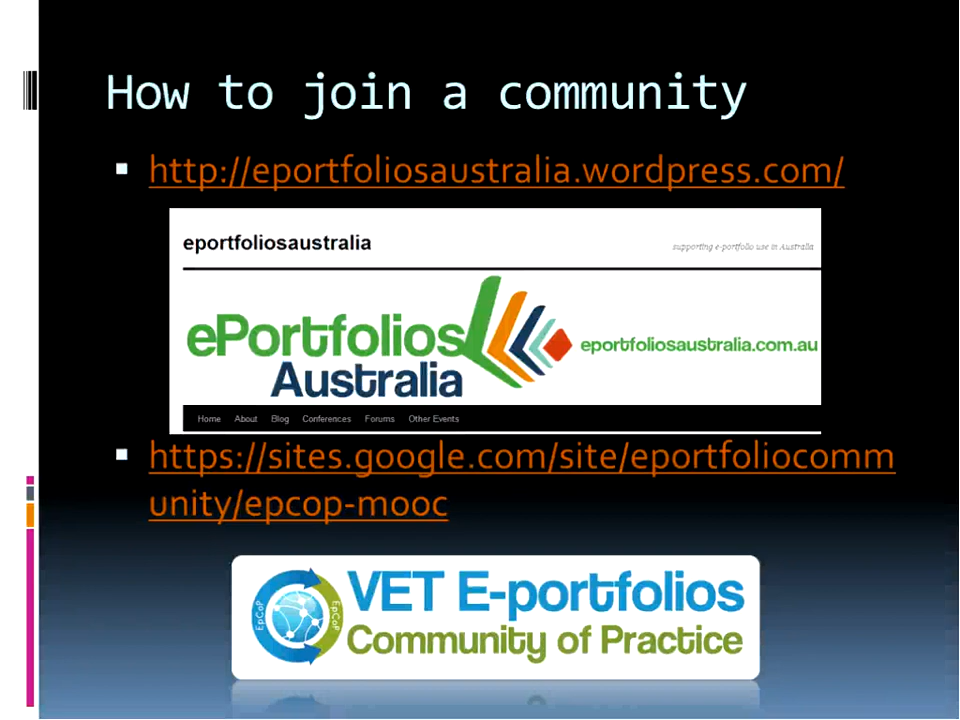 How to join a community
http://eportfoliosaustralia.wordpress.com/
eportfoliosaustralia
supporting e-portfolio use in Australia
ePortfolios
Australia
eportfoliosaustralia.com.au
Home About Blog Conferences Forums Other Events
https://sites.google.com/site/eportfoliocomm
unity/epcop-mooc
EpCoP
EpCoP
VET E-portfolios
Community of Practice